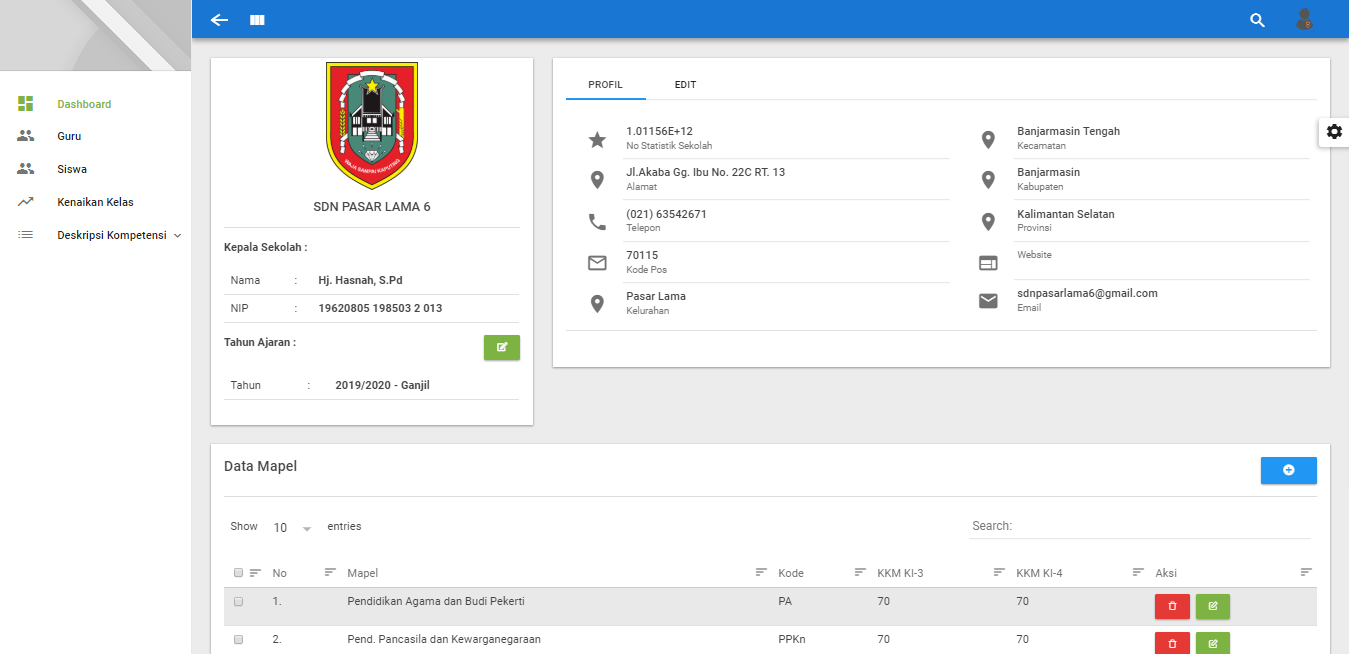 Dashboard
Guru
Siswa
Kenaikan Kelas
Deskripsi Kompetensi
WAJA SAMPAI KAPUTING
SDN PASAR LAMA 6
Kepala Sekolah :
Nama : Hj. Hasnah, S.Pd
NIP : 19620805 198503 2 013
Tahun Ajaran :
Tahun : 2019/2020 - Ganjil
PROFIL EDIT
1.01156E+12
No Statistik Sekolah
Jl.Akaba Gg. Ibu No. 22C RT. 13
Alamat
(021) 63542671
Telepon
70115
Kode Pos
Pasar Lama
Kelurahan
Banjarmasin Tengah
Kecamatan
Banjarmasin
Kabupaten
Kalimantan Selatan
Provinsi
Website
sdnpasarlama6@gmail.com
Email
Data Mapel
Show 10 entries
Search:
No Mapel Kode KKM KI-3 KKM KI-4 Aksi
1. Pendidikan Agama dan Budi Pekerti PA 70 70
2. Pend. Pancasila dan Kewarganegaraan PPKn 70 70